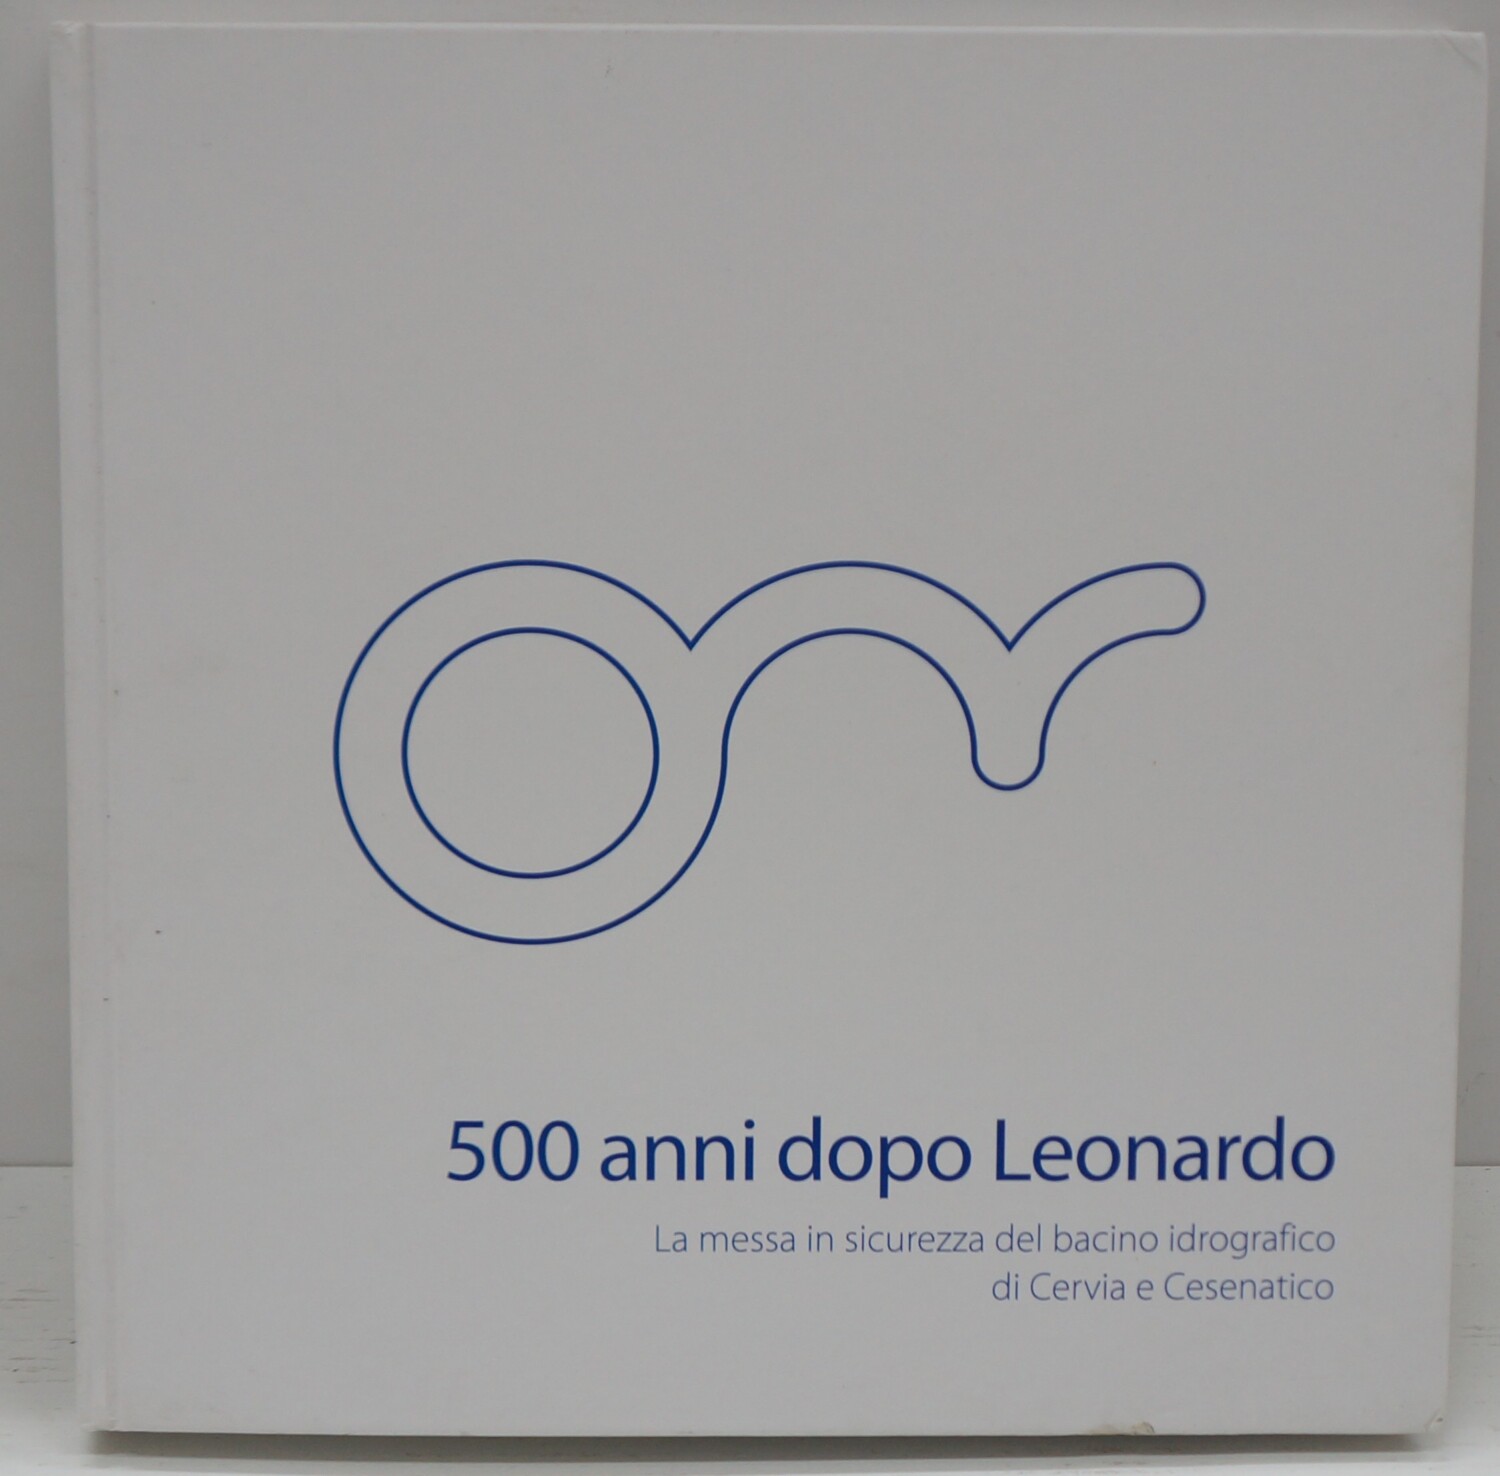 500 anni dopo Leonardo
La messa in sicurezza del bacino idrografico
di Cervia e Cesenatico